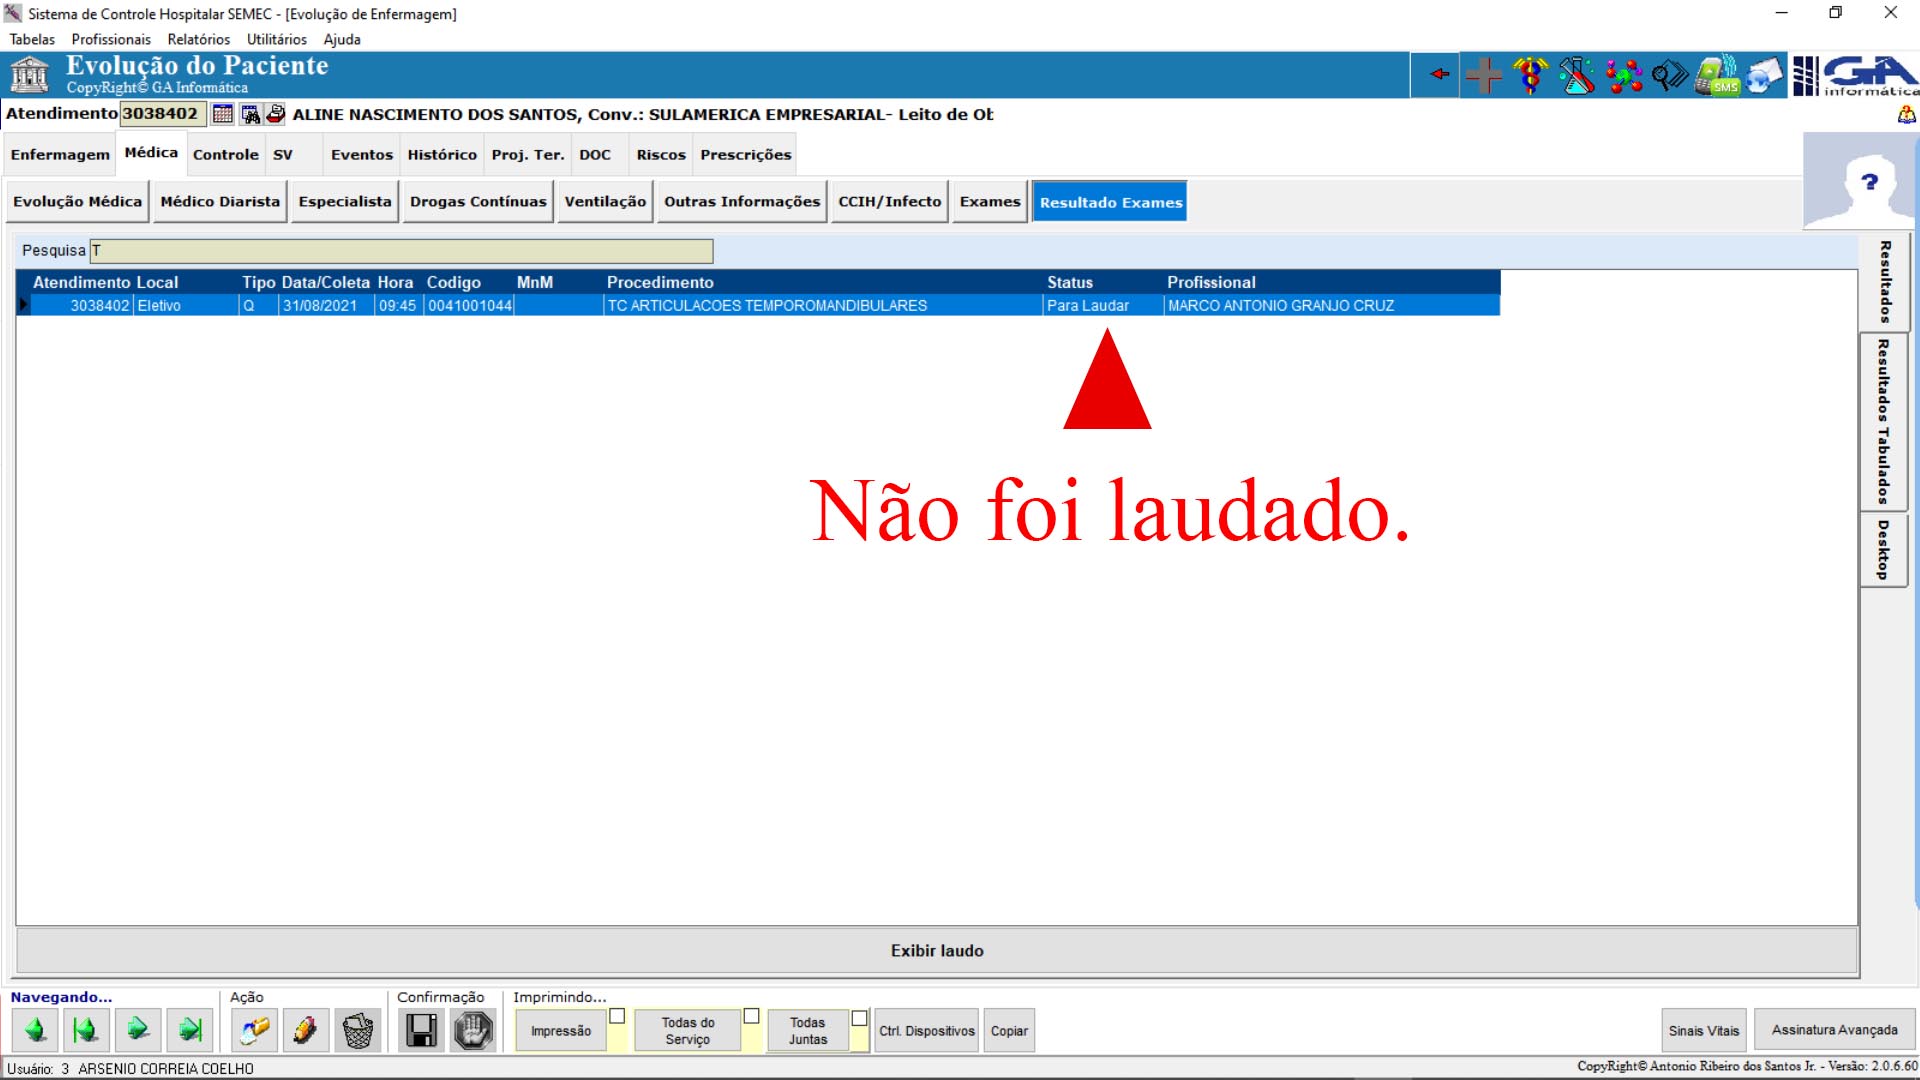 Sistema de Controle Hospitalar SEMEC - [Evolução de Enfermagem]
Tabelas Profissionais Relatórios Utilitários Ajuda
Evolução do Paciente
CopyRight© GA Informática
SMS
GA
informática
Atendimento 3038402 ALINE NASCIMENTO DOS SANTOS, Conv.: SULAMERICA EMPRESARIAL- Leito de Ob
Enfermagem Médica Controle SV Eventos Histórico Proj. Ter. DOC Riscos Prescrições
?
Evolução Médica Médico Diarista Especialista Drogas Contínuas Ventilação Outras Informações CCIH/Infecto Exames Resultado Exames
Pesquisa T
Atendimento Local Tipo Data/Coleta Hora Codigo MnM Procedimento Status Profissional
3038402 Eletivo Q 31/08/2021 09:45 0041001044 TC ARTICULACOES TEMPOROMANDIBULARES Para Laudar MARCO ANTONIO GRANJO CRUZ
Resultados
Resultados Tabulados
Desktop
Não foi laudado.
Exibir laudo
Navegando... Ação Confirmação Imprimindo...
Impressão Todas do Serviço Todas Juntas Ctrl. Dispositivos Copiar Sinais Vitais Assinatura Avançada
Usuário: 3 ARSENIO CORREIA COELHO CopyRight© Antonio Ribeiro dos Santos Jr. - Versão: 2.0.6.60